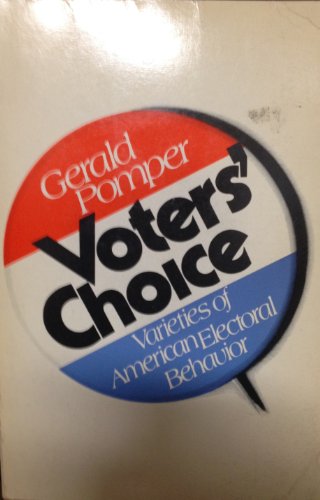 Gerald
Pomper
Voters'
Choice
Varieties of
American Electoral
Behavior